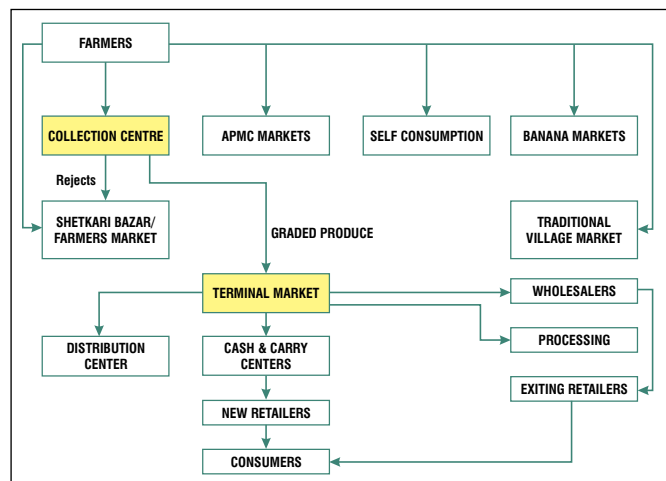 FARMERS
COLLECTION CENTRE
APMC MARKETS
SELF CONSUMPTION
BANANA MARKETS
Rejects
SHETKARI BAZAR/
FARMERS MARKET
GRADED PRODUCE
TRADITIONAL
VILLAGE MARKET
TERMINAL MARKET
WHOLESALERS
DISTRIBUTION
CENTER
CASH & CARRY
CENTERS
PROCESSING
NEW RETAILERS
EXITING RETAILERS
CONSUMERS